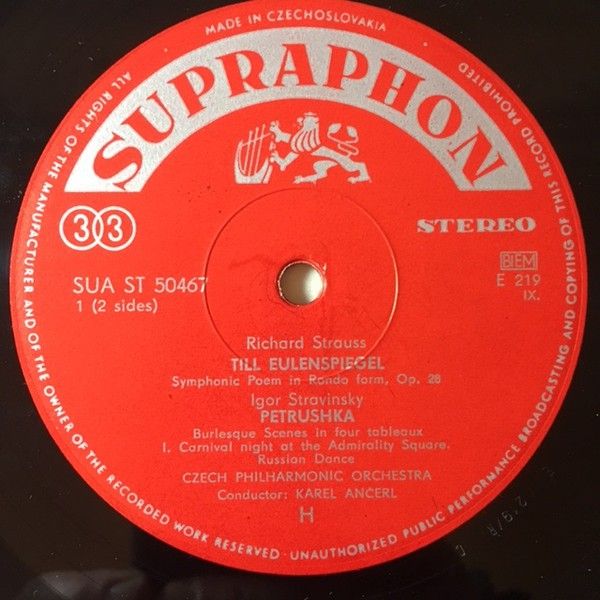 MADE IN CZECHOSLOVAKIA
SUPRAPHON
ALL RIGHTS OF THE MANUFACTURER AND OF THE OWNER OF THE RECORDED WORK RESERVED · UNAUTHORIZED PUBLIC PERFORMANCE BROADCASTING AND COPYING OF THIS RECORD PROHIBITED
33
STEREO
SUA ST 50467
1 (2 sides)
BIEM
E 219
IX.
Richard Strauss
TILL EULENSPIEGEL
Symphonic Poem in Rondo form, Op. 28
Igor Stravinsky
PETRUSHKA
Burlesque Scenes in four tableaux
I. Carnival night at the Admirality Square.
Russian Dance
CZECH PHILHARMONIC ORCHESTRA
Conductor: KAREL ANCERL
H